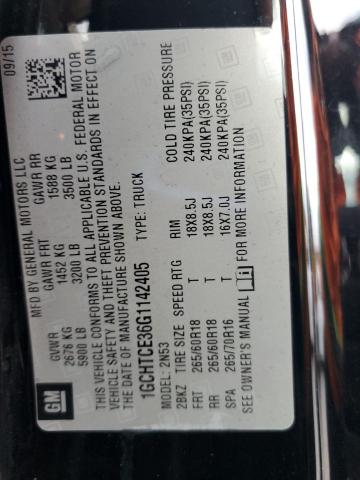 GM
MFD BY GENERAL MOTORS LLC 09/15
GVWR GAWR FRT GAWR RR
2676 KG 1452 KG 1588 KG
5900 LB 3200 LB 3500 LB
THIS VEHICLE CONFORMS TO ALL APPLICABLE U.S. FEDERAL MOTOR
VEHICLE SAFETY AND THEFT PREVENTION STANDARDS IN EFFECT ON
THE DATE OF MANUFACTURE SHOWN ABOVE.
1GCHTCE36G1142405 TYPE: TRUCK
MODEL: 2N53
2BKZ TIRE SIZE SPEED RTG RIM COLD TIRE PRESSURE
FRT 265/60R18 T 18X8.5J 240KPA(35PSI)
RR 265/60R18 T 18X8.5J 240KPA(35PSI)
SPA 265/70R16 T 16X7.0J 240KPA(35PSI)
SEE OWNER'S MANUAL FOR MORE INFORMATION